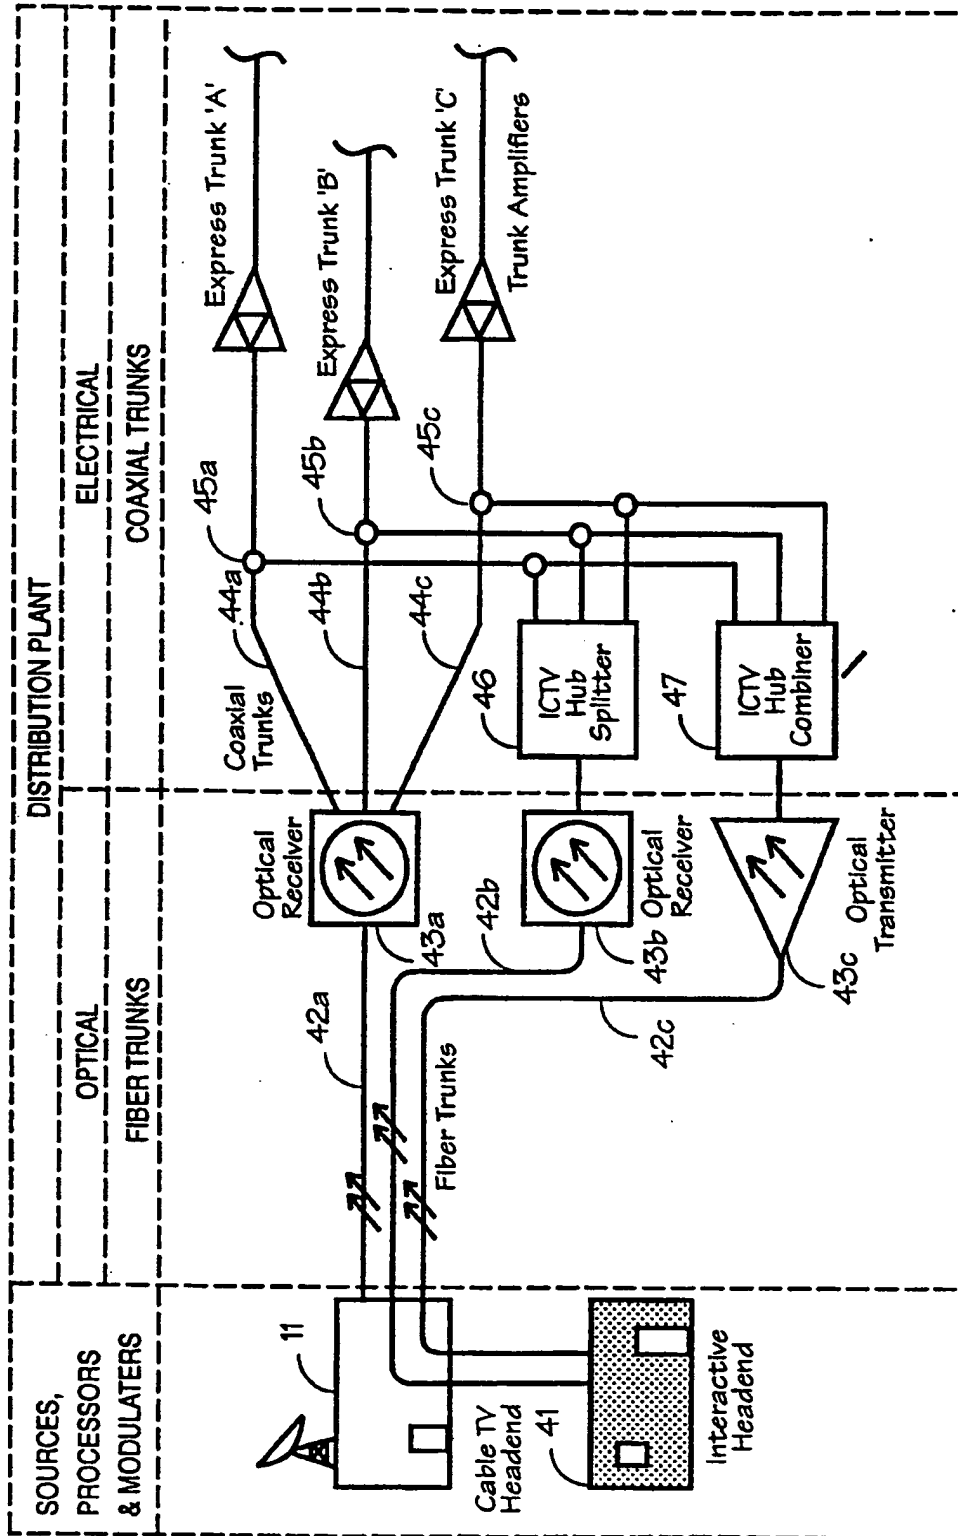 DISTRIBUTION PLANT
SOURCES,
PROCESSORS
& MODULATERS
OPTICAL
FIBER TRUNKS
ELECTRICAL
COAXIAL TRUNKS
11
Cable TV
Headend
41
Interactive
Headend
42a
Fiber Trunks
42b
42c
Optical
Receiver
43a
Optical
Receiver
43b
Optical
Transmitter
43c
Coaxial
Trunks
44a
44b
44c
45a
45b
45c
46
ICTV
Hub
Splitter
47
ICTV
Hub
Combiner
Express Trunk 'A'
Express Trunk 'B'
Express Trunk 'C'
Trunk Amplifiers